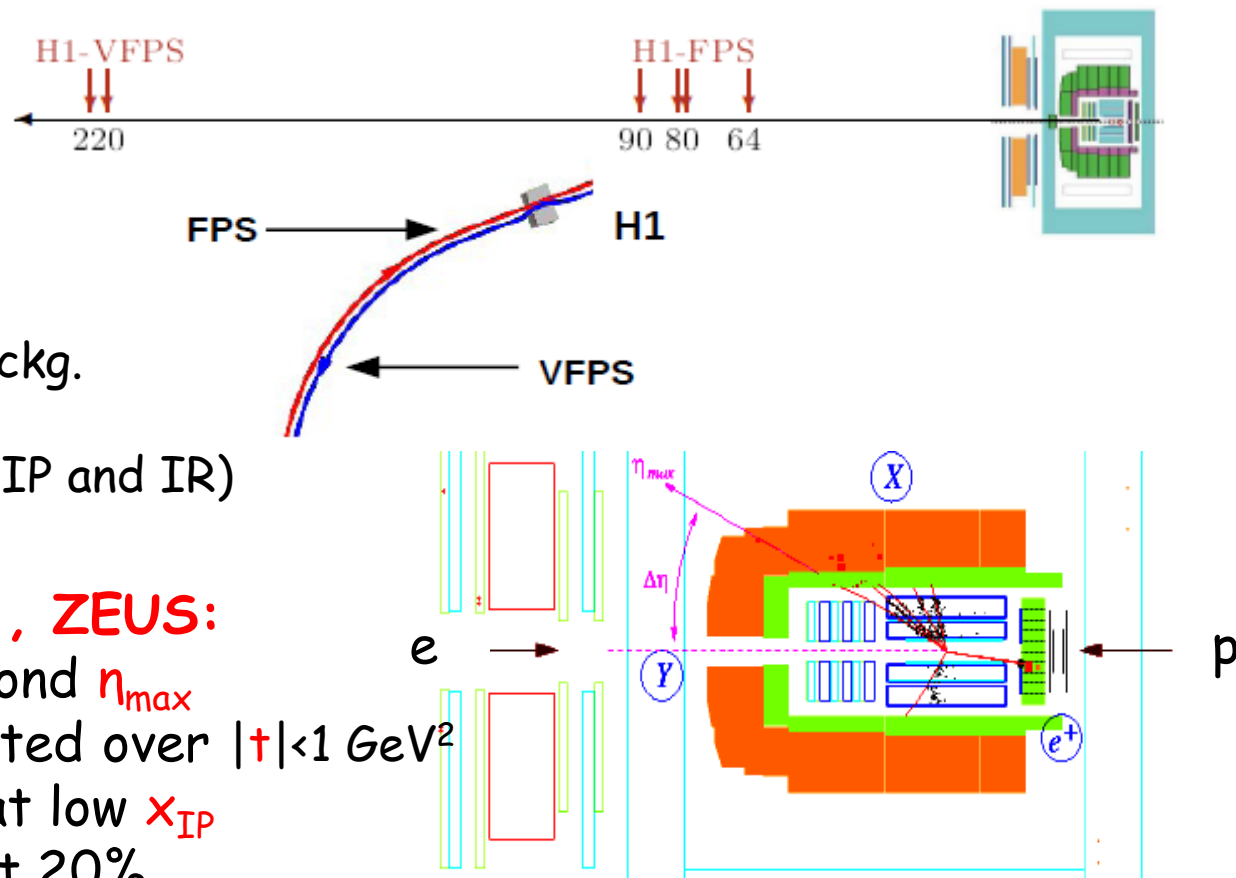 H1-VFPS H1-FPS
220 90 80 64
FPS H1
ckg. VFPS
IP and IR)
ηmax X
Δη
, ZEUS:
e Y p
ond ηmax
ted over |t|<1 GeV²
e⁺
at low xIP
t 20%